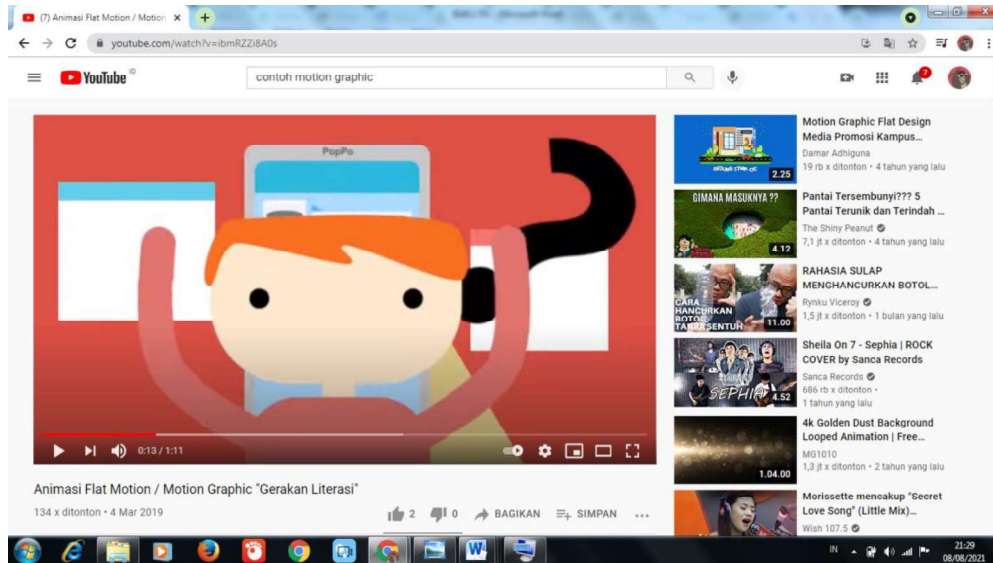 (7) Animasi Flat Motion / Motion
youtube.com/watch?v=ibmRZZi8A0s
YouTube ID
contoh motion graphic
7
PopPo
0:13 / 1:11
Animasi Flat Motion / Motion Graphic "Gerakan Literasi"
134 x ditonton • 4 Mar 2019
2
0
BAGIKAN
SIMPAN
2.25
Motion Graphic Flat Design
Media Promosi Kampus...
Damar Adhiguna
19 rb x ditonton • 4 tahun yang lalu
GIMANA MASUKNYA ??
4.12
Pantai Tersembunyi??? 5
Pantai Terunik dan Terindah ...
The Shiny Peanut
7,1 jt x ditonton • 4 tahun yang lalu
CARA
HANCURKAN
BOTOL
TANPA SENTUH
11.00
RAHASIA SULAP
MENGHANCURKAN BOTOL...
Rynku Viceroy
1,5 jt x ditonton • 1 bulan yang lalu
SEPHIA
4.52
Sheila On 7 - Sephia | ROCK
COVER by Sanca Records
Sanca Records
686 rb x ditonton •
1 tahun yang lalu
1.04.00
4k Golden Dust Background
Looped Animation | Free...
MG1010
1,3 jt x ditonton • 2 tahun yang lalu
Morissette mencakup "Secret
Love Song" (Little Mix)...
Wish 107.5
IN
21:29
08/08/2021